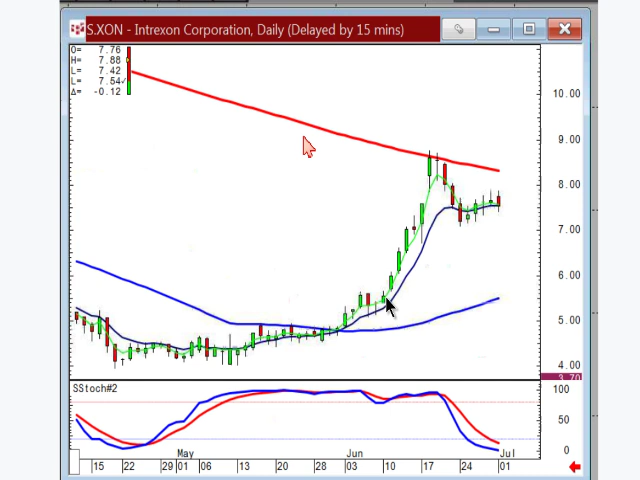 S.XON - Intrexon Corporation, Daily (Delayed by 15 mins)
O= 7.76
H= 7.88
L= 7.42
L= 7.54
Δ= -0.12
10.00
9.00
8.00
7.00
6.00
5.00
4.00
3.70
SStoch#2
100
50
0
May Jun Jul
15 22 29 01 06 13 20 28 03 10 17 24 01